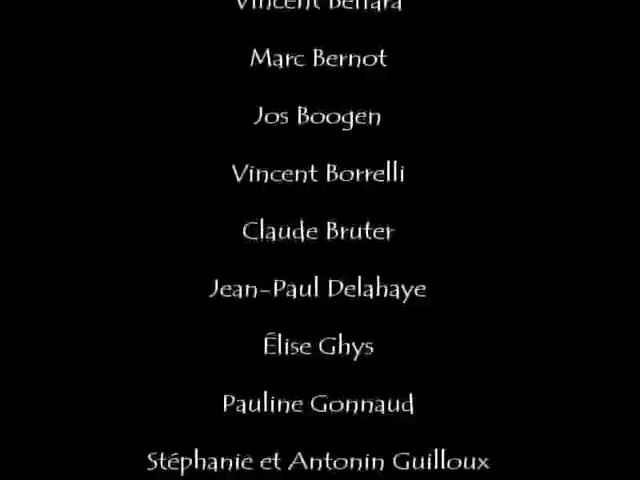 Vincent
Marc Bernot
Jos Boogen
Vincent Borrelli
Claude Bruter
Jean-Paul Delahaye
Élise Ghys
Pauline Gonnaud
Stéphanie et Antonin Guilloux